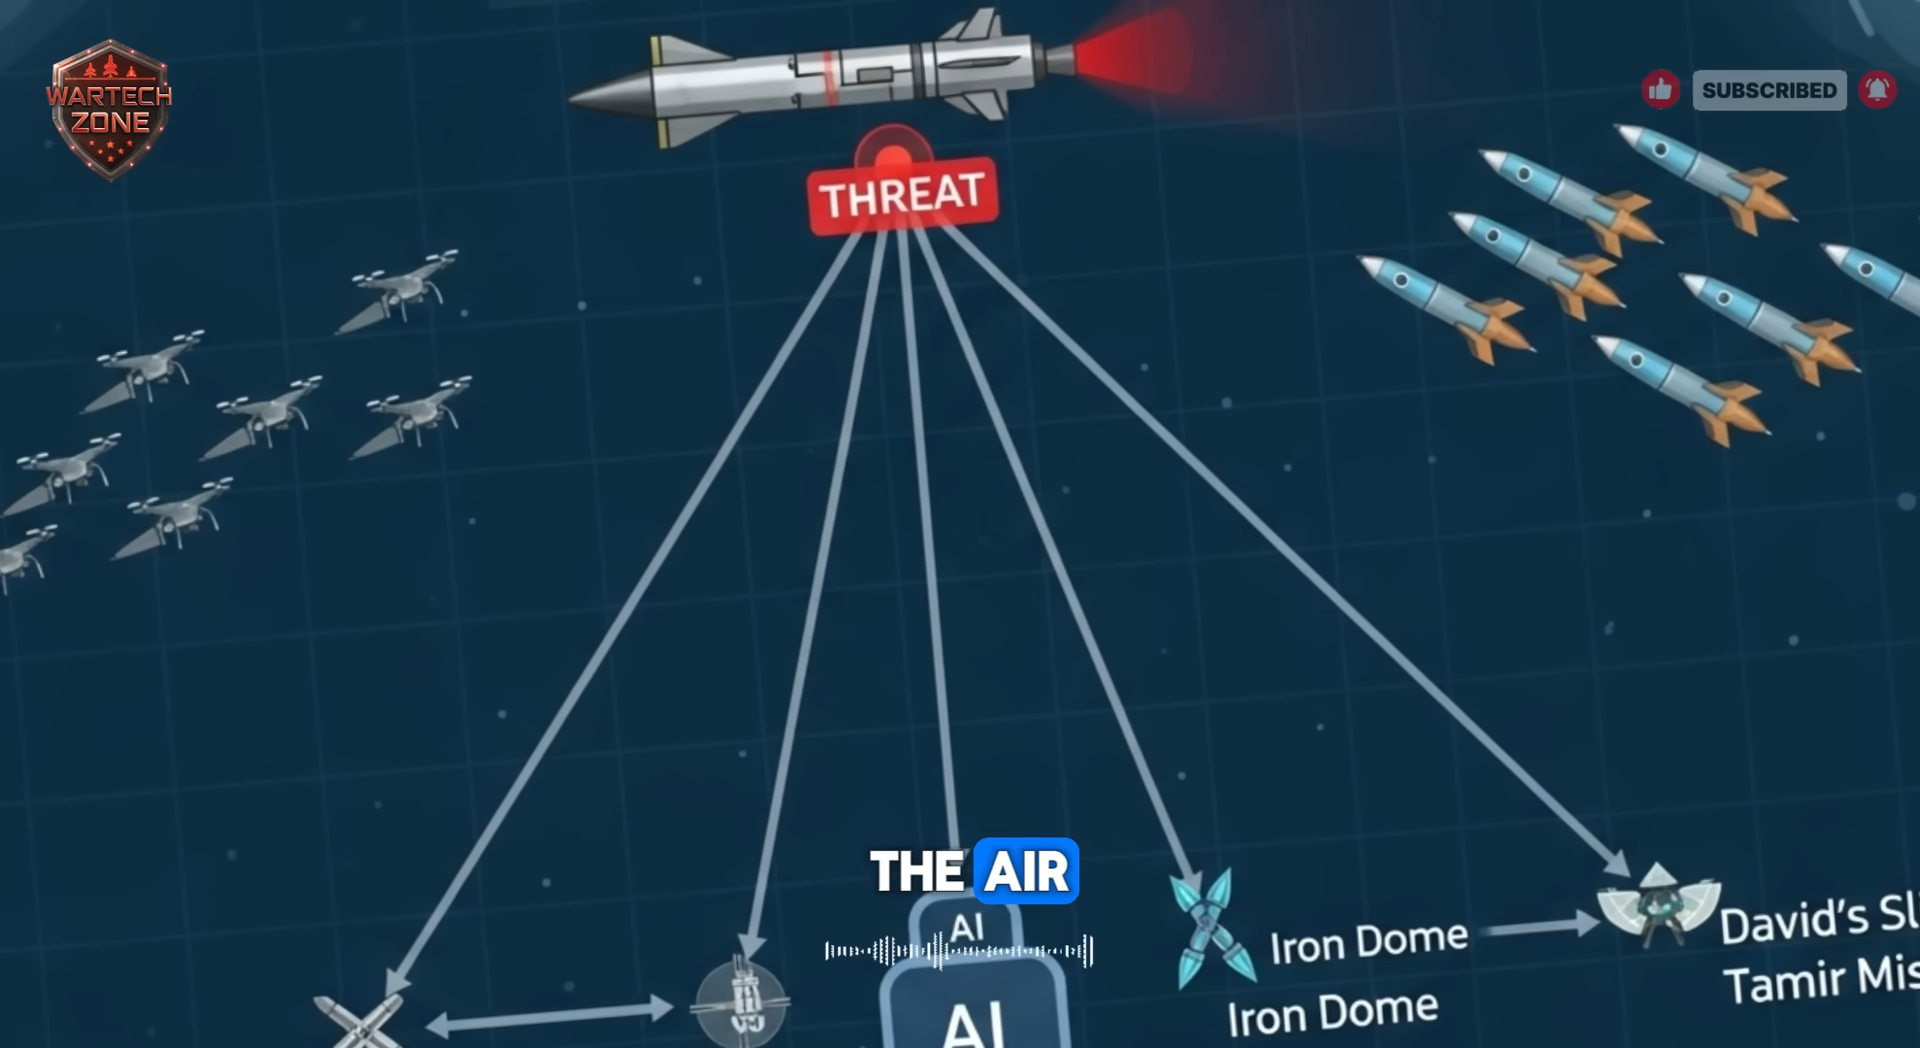 WARTECH
ZONE
SUBSCRIBED
THREAT
THE AIR
AI
AI
Iron Dome
Iron Dome
David's Sl
Tamir Mis